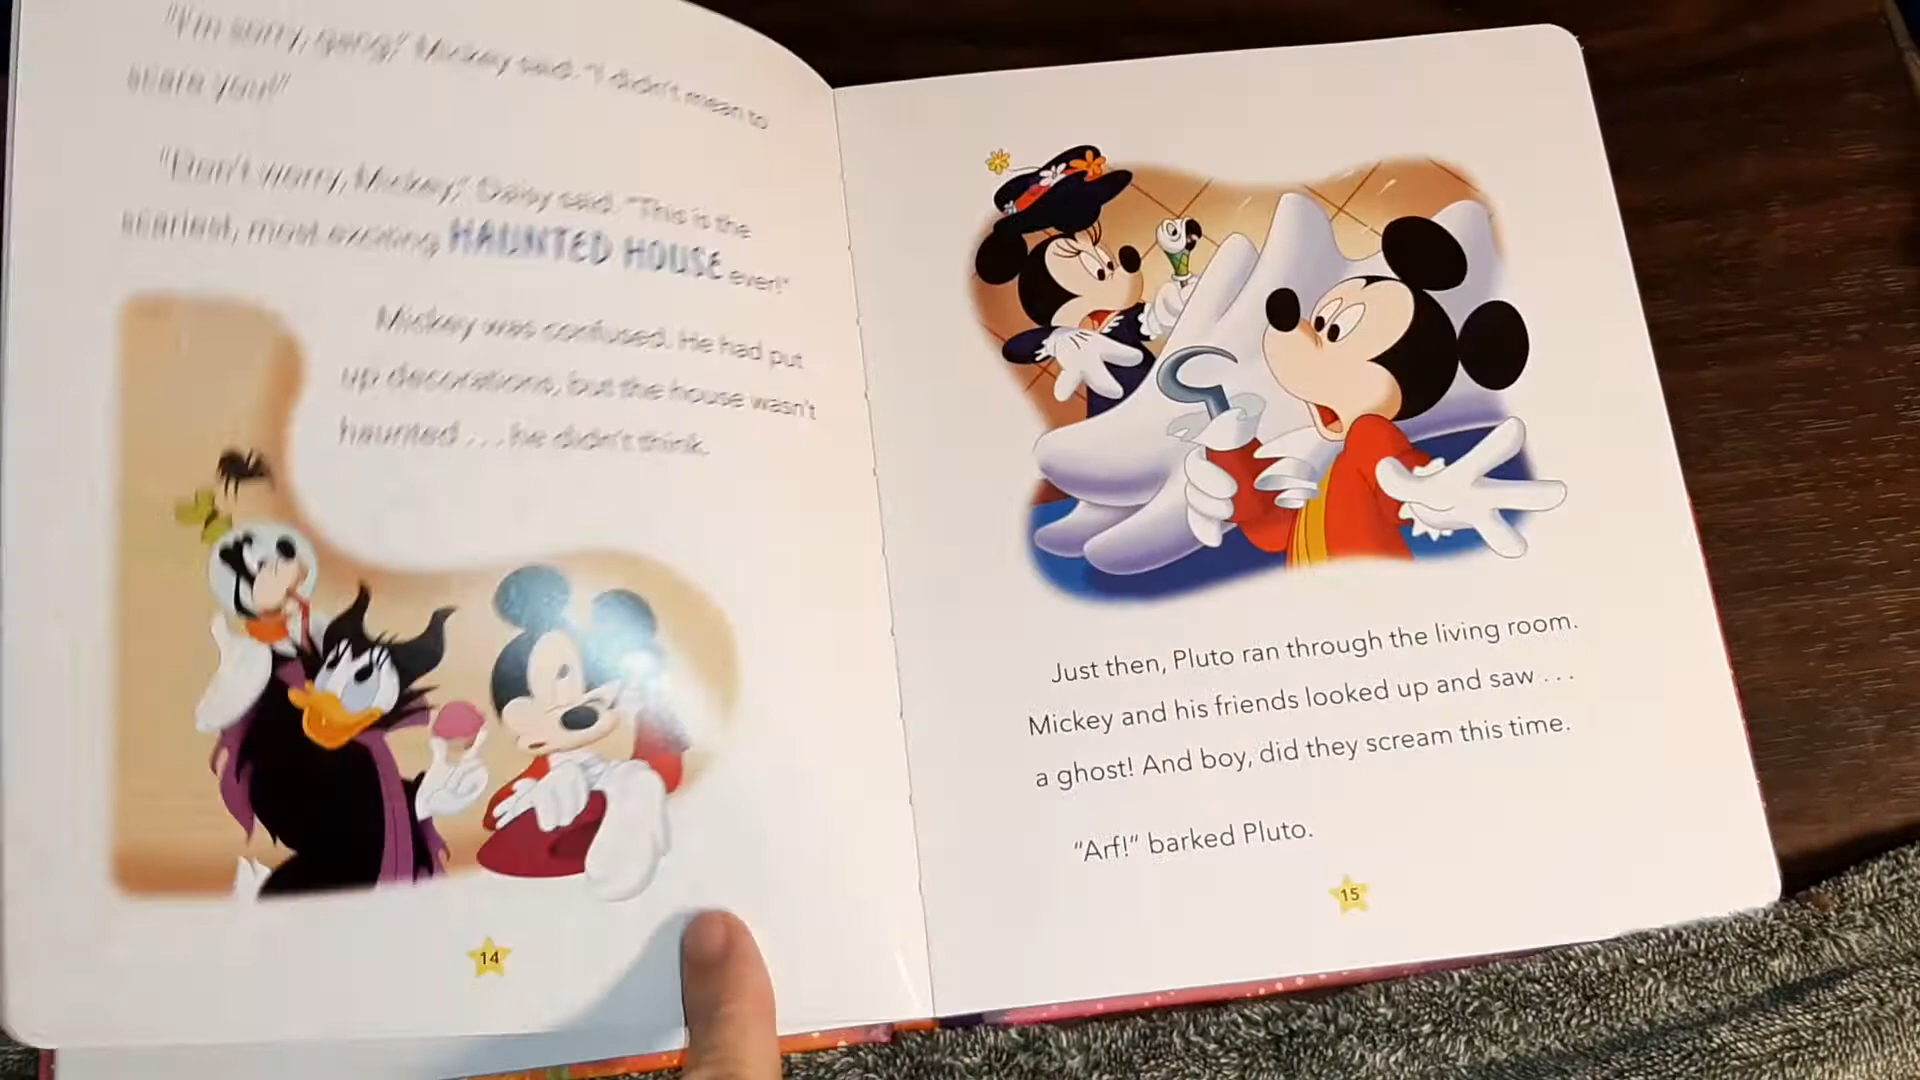 "I'm sorry, gang," Mickey said. "I didn't mean to
scare you!"
"Don't worry, Mickey," Daisy said. "This is the
scariest, most exciting HAUNTED HOUSE ever!"
Mickey was confused. He had put
up decorations, but the house wasn't
haunted . . . he didn't think.
14
Just then, Pluto ran through the living room.
Mickey and his friends looked up and saw . . .
a ghost! And boy, did they scream this time.
"Arf!" barked Pluto.
15